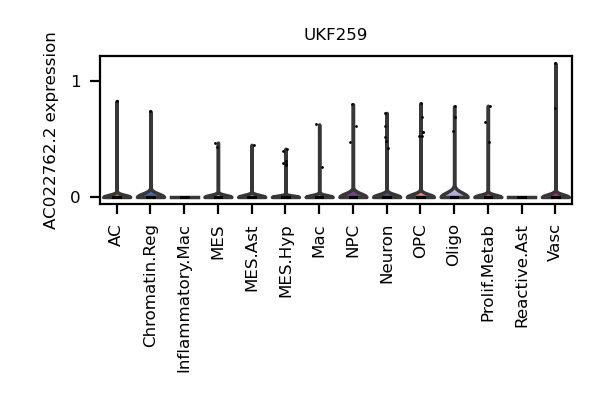 UKF259
AC022762.2 expression
1
0
AC
Chromatin.Reg
Inflammatory.Mac
MES
MES.Ast
MES.Hyp
Mac
NPC
Neuron
OPC
Oligo
Prolif.Metab
Reactive.Ast
Vasc